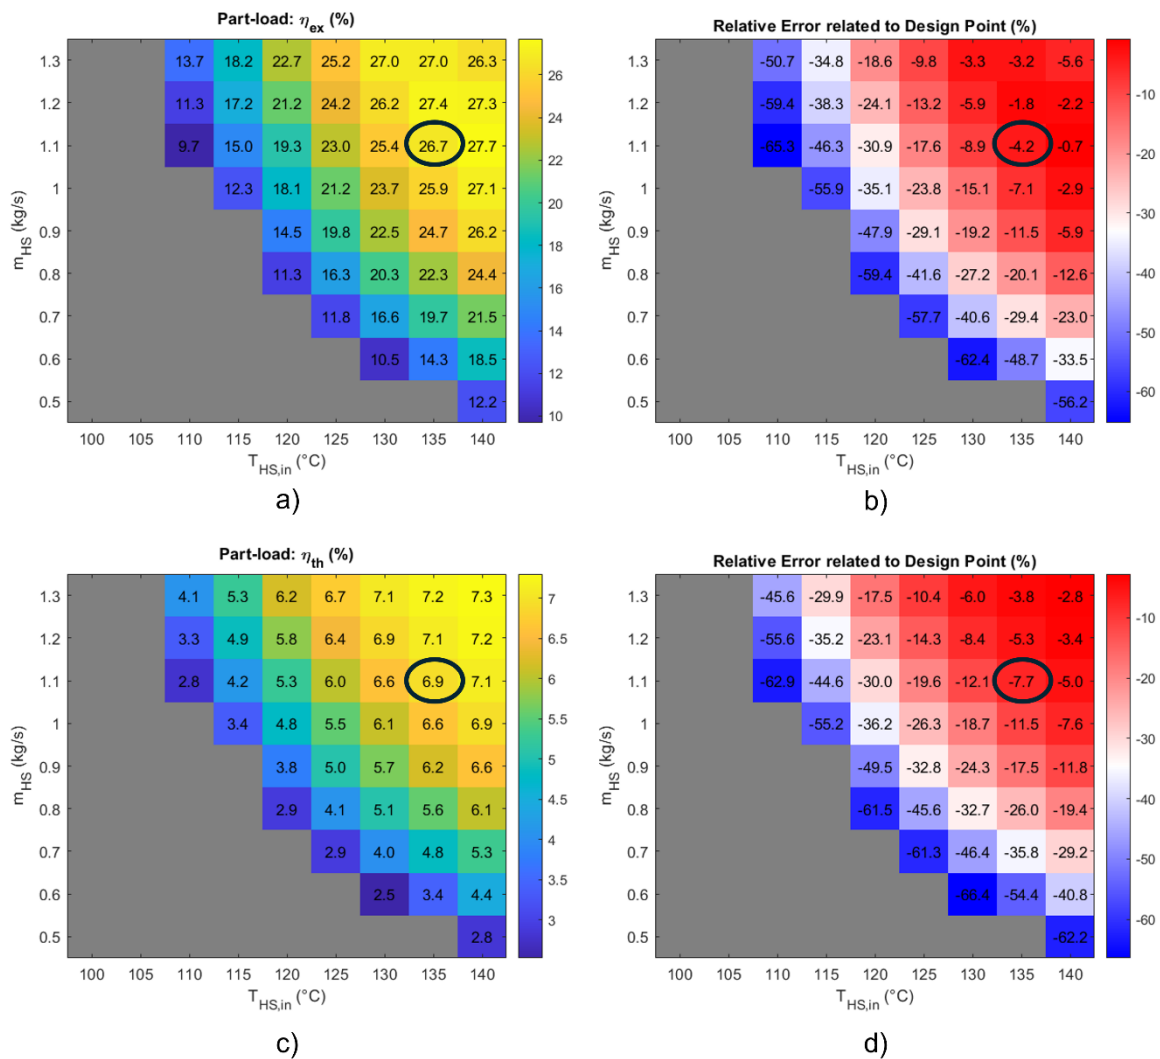 Part-load: η_ex (%)
1.3 13.7 18.2 22.7 25.2 27.0 27.0 26.3
1.2 11.3 17.2 21.2 24.2 26.2 27.4 27.3
1.1 9.7 15.0 19.3 23.0 25.4 26.7 27.7
1 12.3 18.1 21.2 23.7 25.9 27.1
0.9 14.5 19.8 22.5 24.7 26.2
0.8 11.3 16.3 20.3 22.3 24.4
0.7 11.8 16.6 19.7 21.5
0.6 10.5 14.3 18.5
0.5 12.2
100 105 110 115 120 125 130 135 140
T_HS,in (°C)
m_HS (kg/s)
26
24
22
20
18
16
14
12
10
a)
Relative Error related to Design Point (%)
1.3 -50.7 -34.8 -18.6 -9.8 -3.3 -3.2 -5.6
1.2 -59.4 -38.3 -24.1 -13.2 -5.9 -1.8 -2.2
1.1 -65.3 -46.3 -30.9 -17.6 -8.9 -4.2 -0.7
1 -55.9 -35.1 -23.8 -15.1 -7.1 -2.9
0.9 -47.9 -29.1 -19.2 -11.5 -5.9
0.8 -59.4 -41.6 -27.2 -20.1 -12.6
0.7 -57.7 -40.6 -29.4 -23.0
0.6 -62.4 -48.7 -33.5
0.5 -56.2
100 105 110 115 120 125 130 135 140
T_HS,in (°C)
m_HS (kg/s)
-10
-20
-30
-40
-50
-60
b)
Part-load: η_th (%)
1.3 4.1 5.3 6.2 6.7 7.1 7.2 7.3
1.2 3.3 4.9 5.8 6.4 6.9 7.1 7.2
1.1 2.8 4.2 5.3 6.0 6.6 6.9 7.1
1 3.4 4.8 5.5 6.1 6.6 6.9
0.9 3.8 5.0 5.7 6.2 6.6
0.8 2.9 4.1 5.1 5.6 6.1
0.7 2.9 4.0 4.8 5.3
0.6 2.5 3.4 4.4
0.5 2.8
100 105 110 115 120 125 130 135 140
T_HS,in (°C)
m_HS (kg/s)
7
6.5
6
5.5
5
4.5
4
3.5
3
c)
Relative Error related to Design Point (%)
1.3 -45.6 -29.9 -17.5 -10.4 -6.0 -3.8 -2.8
1.2 -55.6 -35.2 -23.1 -14.3 -8.4 -5.3 -3.4
1.1 -62.9 -44.6 -30.0 -19.6 -12.1 -7.7 -5.0
1 -55.2 -36.2 -26.3 -18.7 -11.5 -7.6
0.9 -49.5 -32.8 -24.3 -17.5 -11.8
0.8 -61.5 -45.6 -32.7 -26.0 -19.4
0.7 -61.3 -46.4 -35.8 -29.2
0.6 -66.4 -54.4 -40.8
0.5 -62.2
100 105 110 115 120 125 130 135 140
T_HS,in (°C)
m_HS (kg/s)
-10
-20
-30
-40
-50
-60
d)